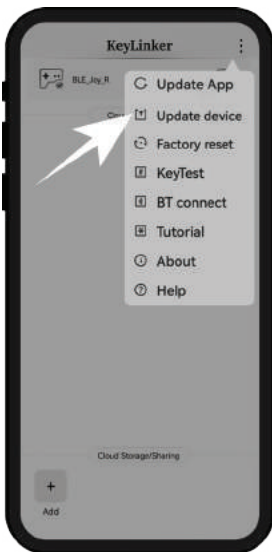 KeyLinker
BLE_Joy_R
Update App
Update device
Factory reset
KeyTest
BT connect
Tutorial
About
Help
Cloud Storage/Sharing
Add